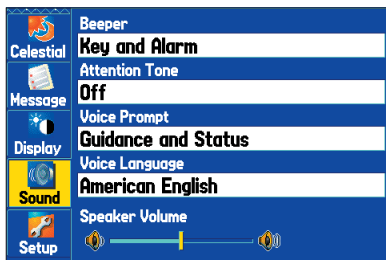 Celestial
Message
Display
Sound
Setup
Beeper
Key and Alarm
Attention Tone
Off
Voice Prompt
Guidance and Status
Voice Language
American English
Speaker Volume